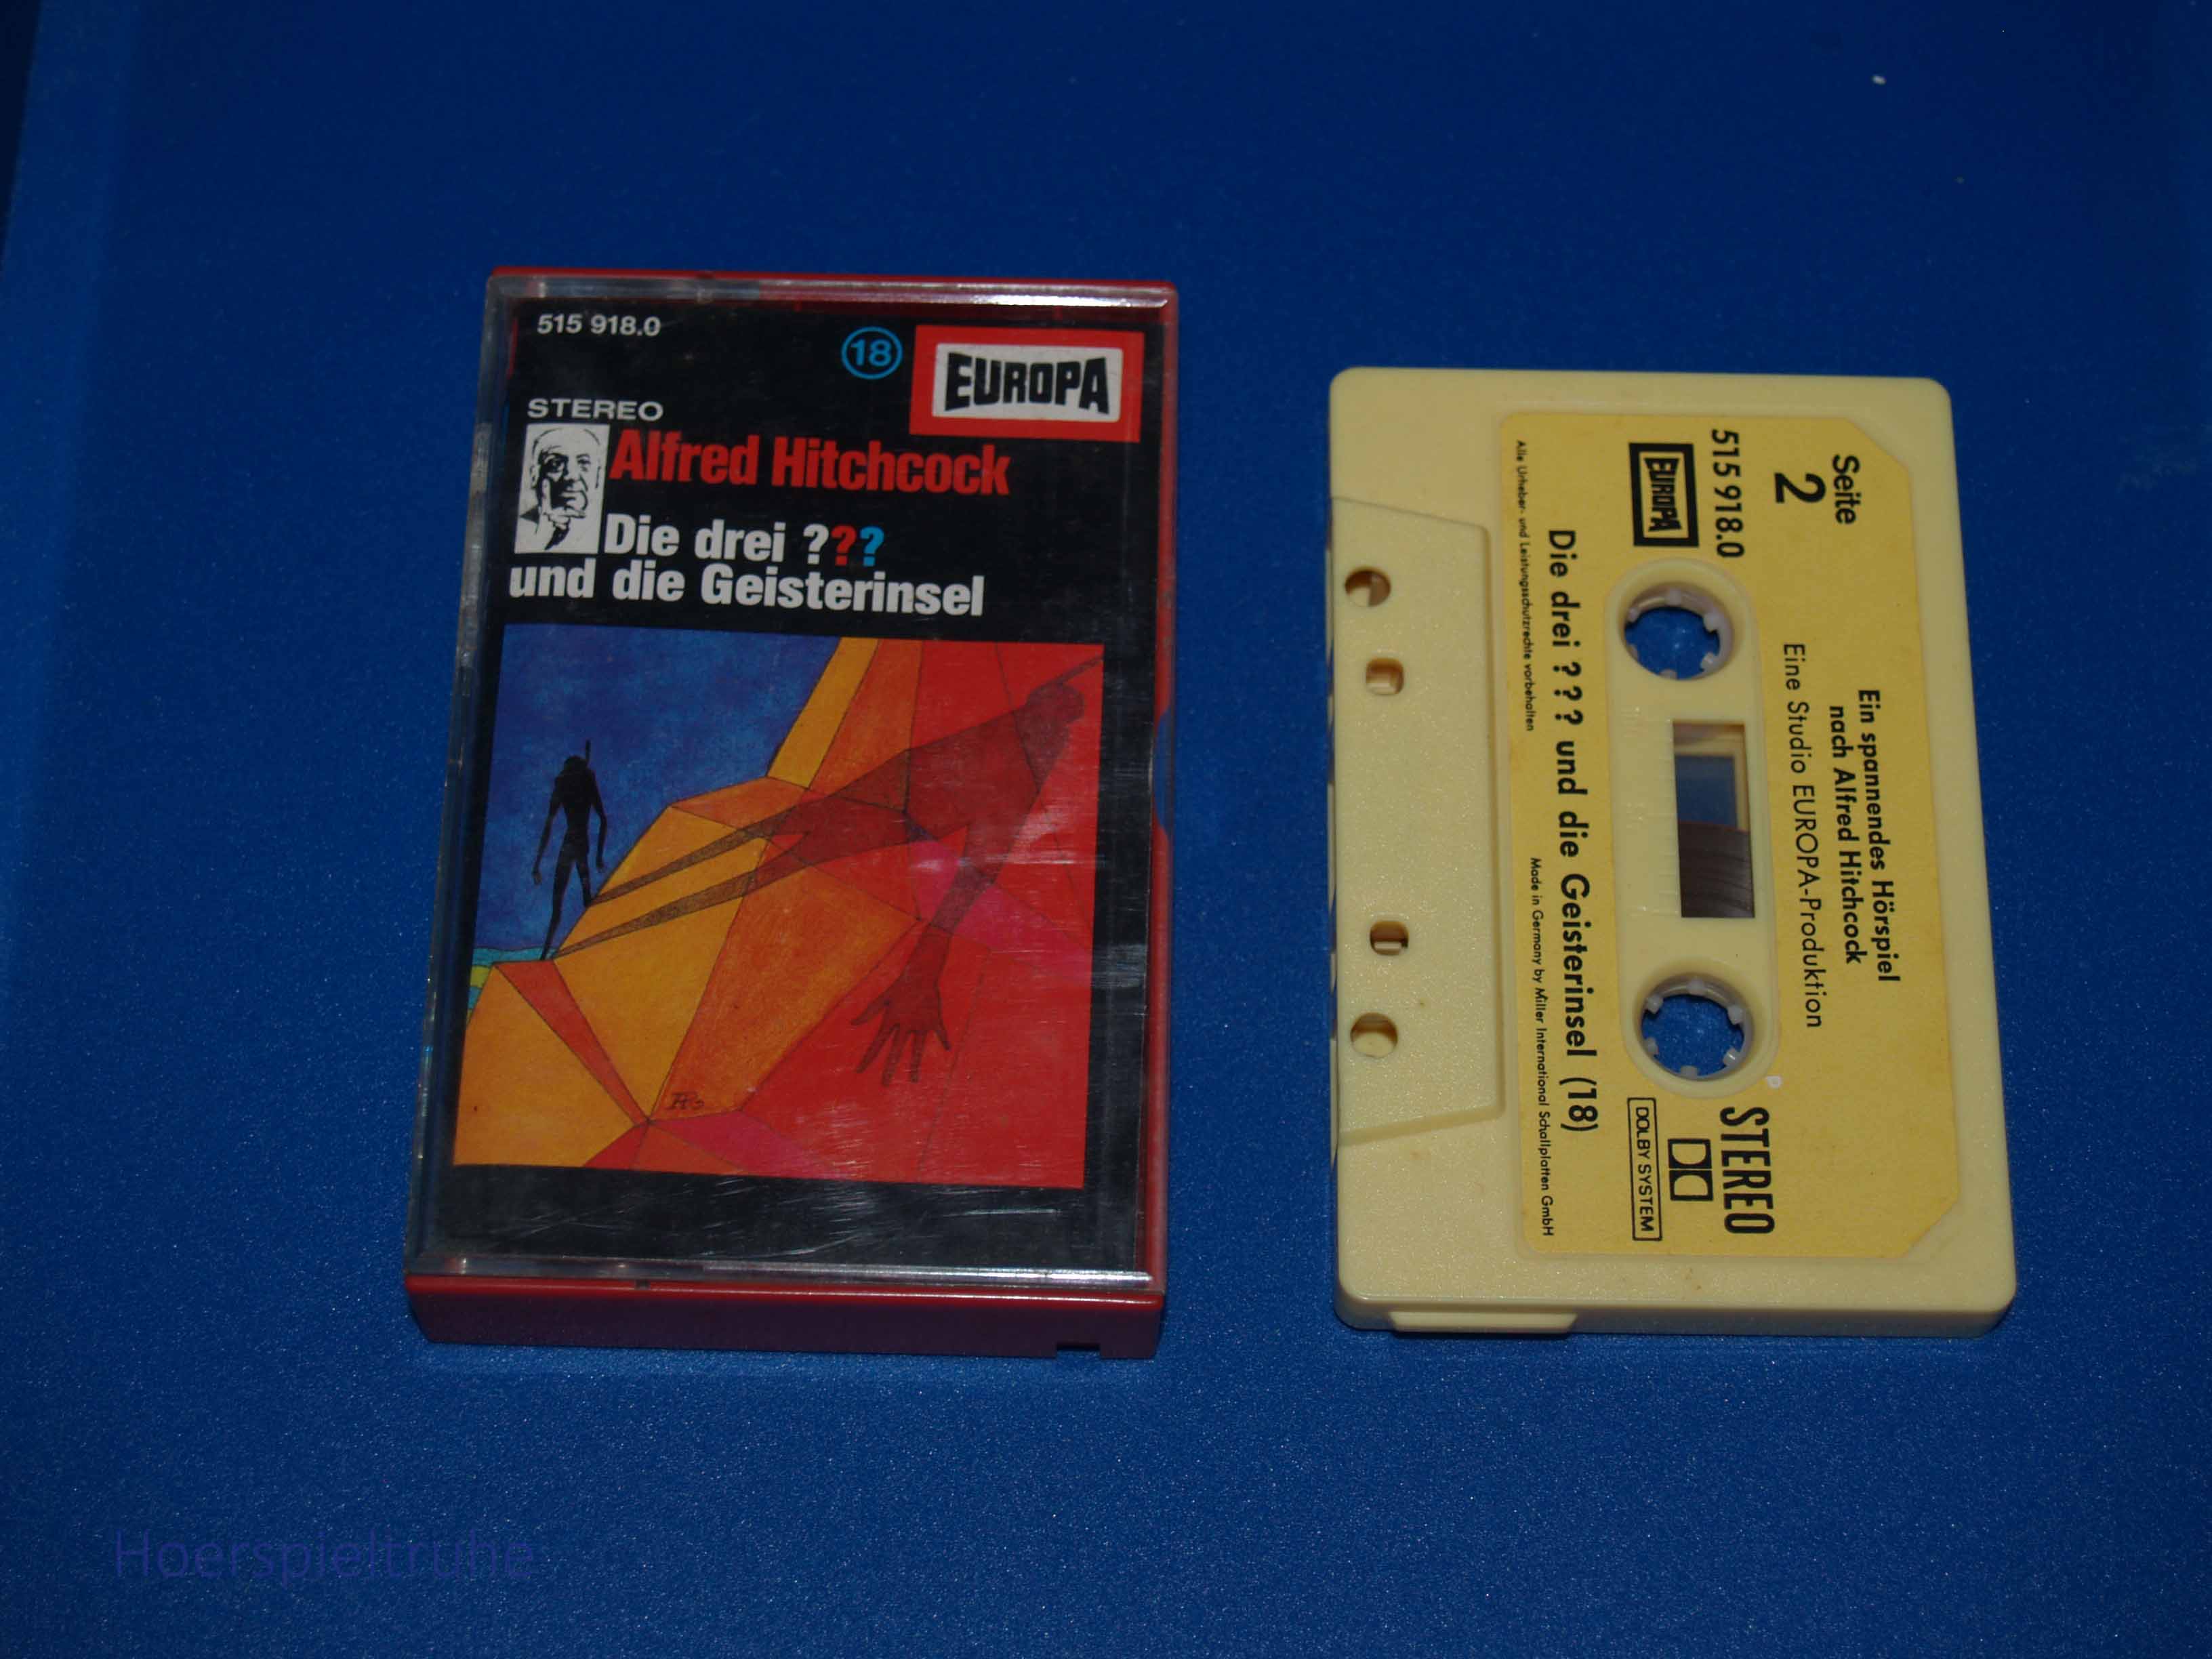 515 918.0
18
EUROPA
STEREO
Alfred Hitchcock
Die drei ???
und die Geisterinsel
Seite
2
Ein spannendes Hörspiel
nach Alfred Hitchcock
Eine Studio EUROPA-Produktion
515 918.0
EUROPA
STEREO
DOLBY SYSTEM
Die drei ? ? ? und die Geisterinsel (18)
Alle Urheber- und Leistungsschutzrechte vorbehalten
Made in Germany by Miller International Schallplatten GmbH
Hoerspieltruhe